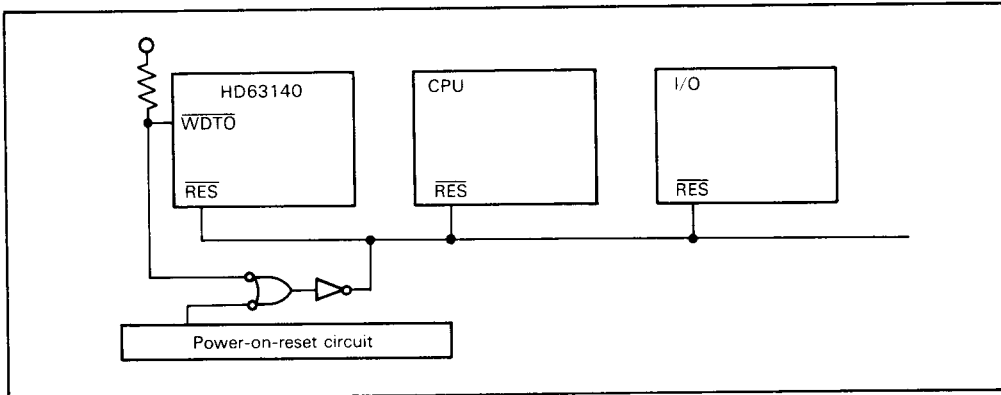 HD63140
WDTO
RES
CPU
RES
I/O
RES
Power-on-reset circuit